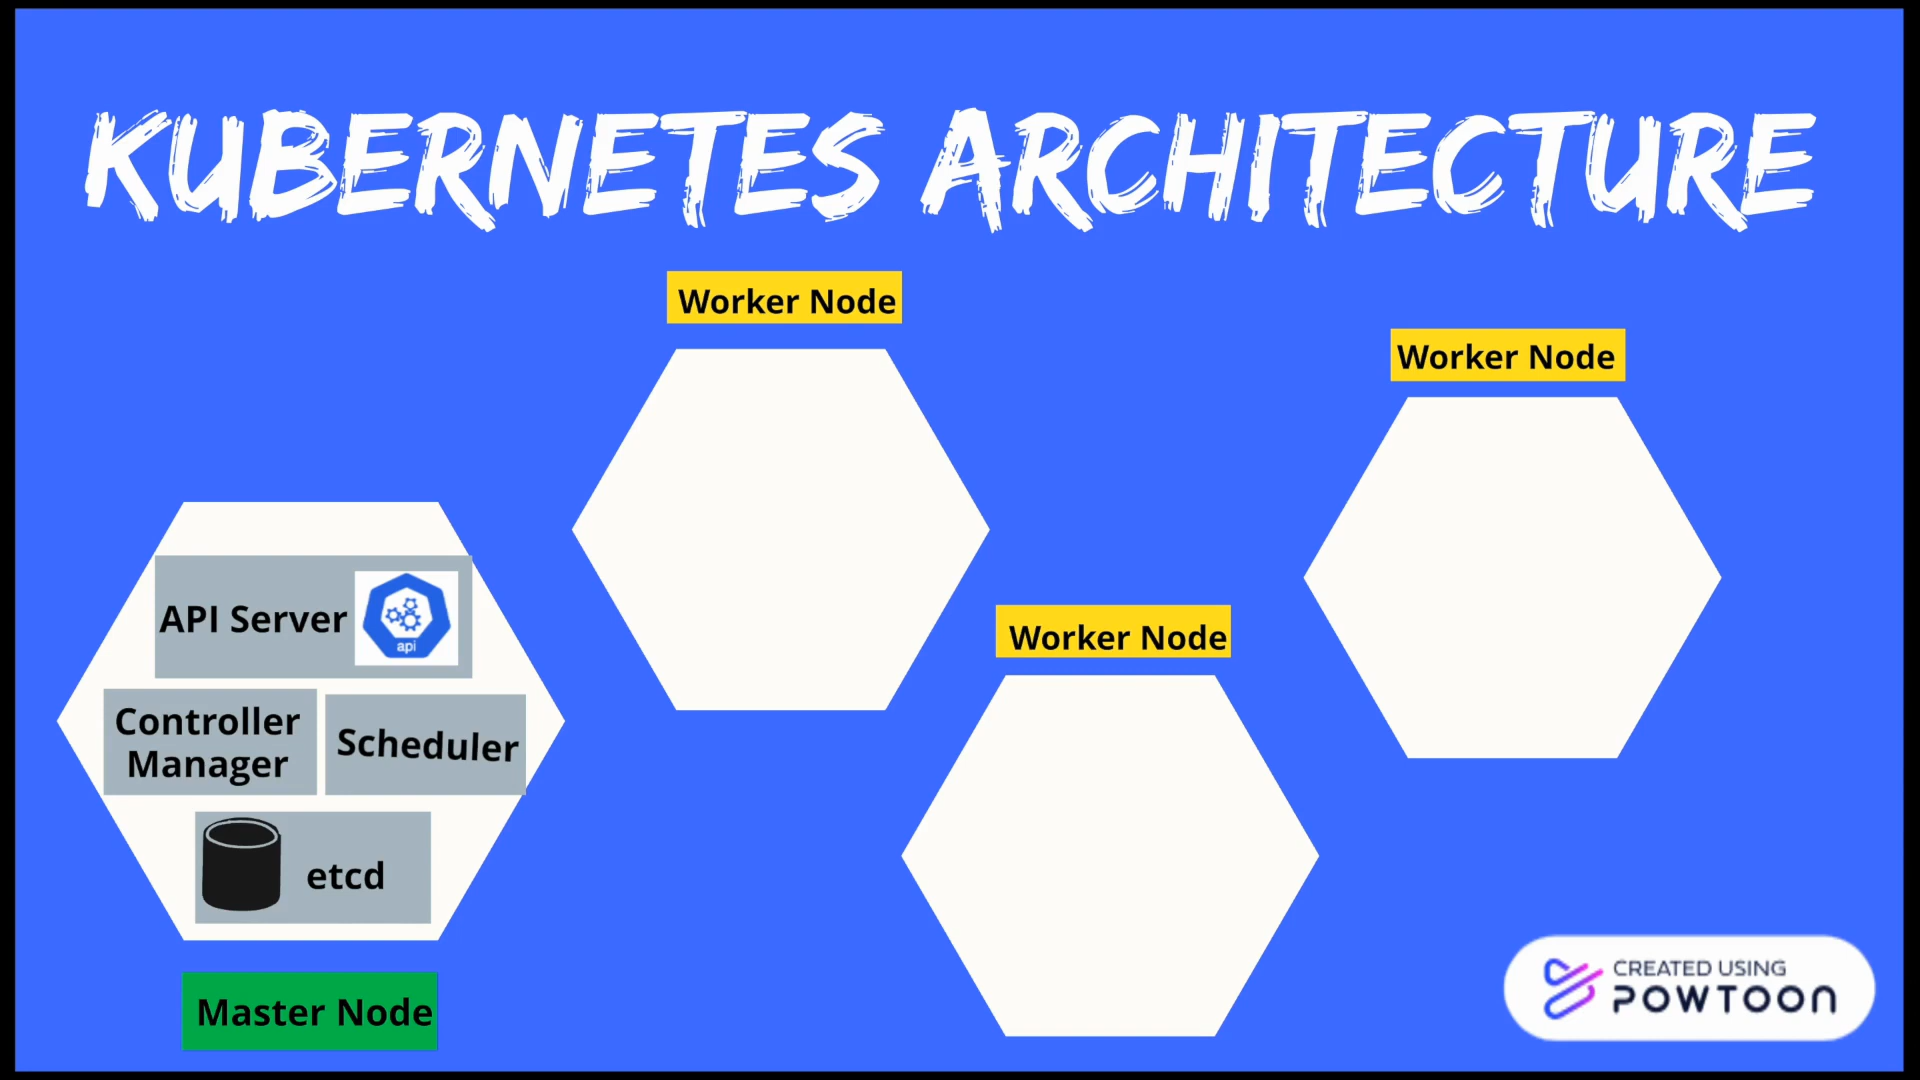 KUBERNETES ARCHITECTURE
Worker Node
Worker Node
Worker Node
API Server
api
Controller
Manager
Scheduler
etcd
Master Node
CREATED USING
POWTOON